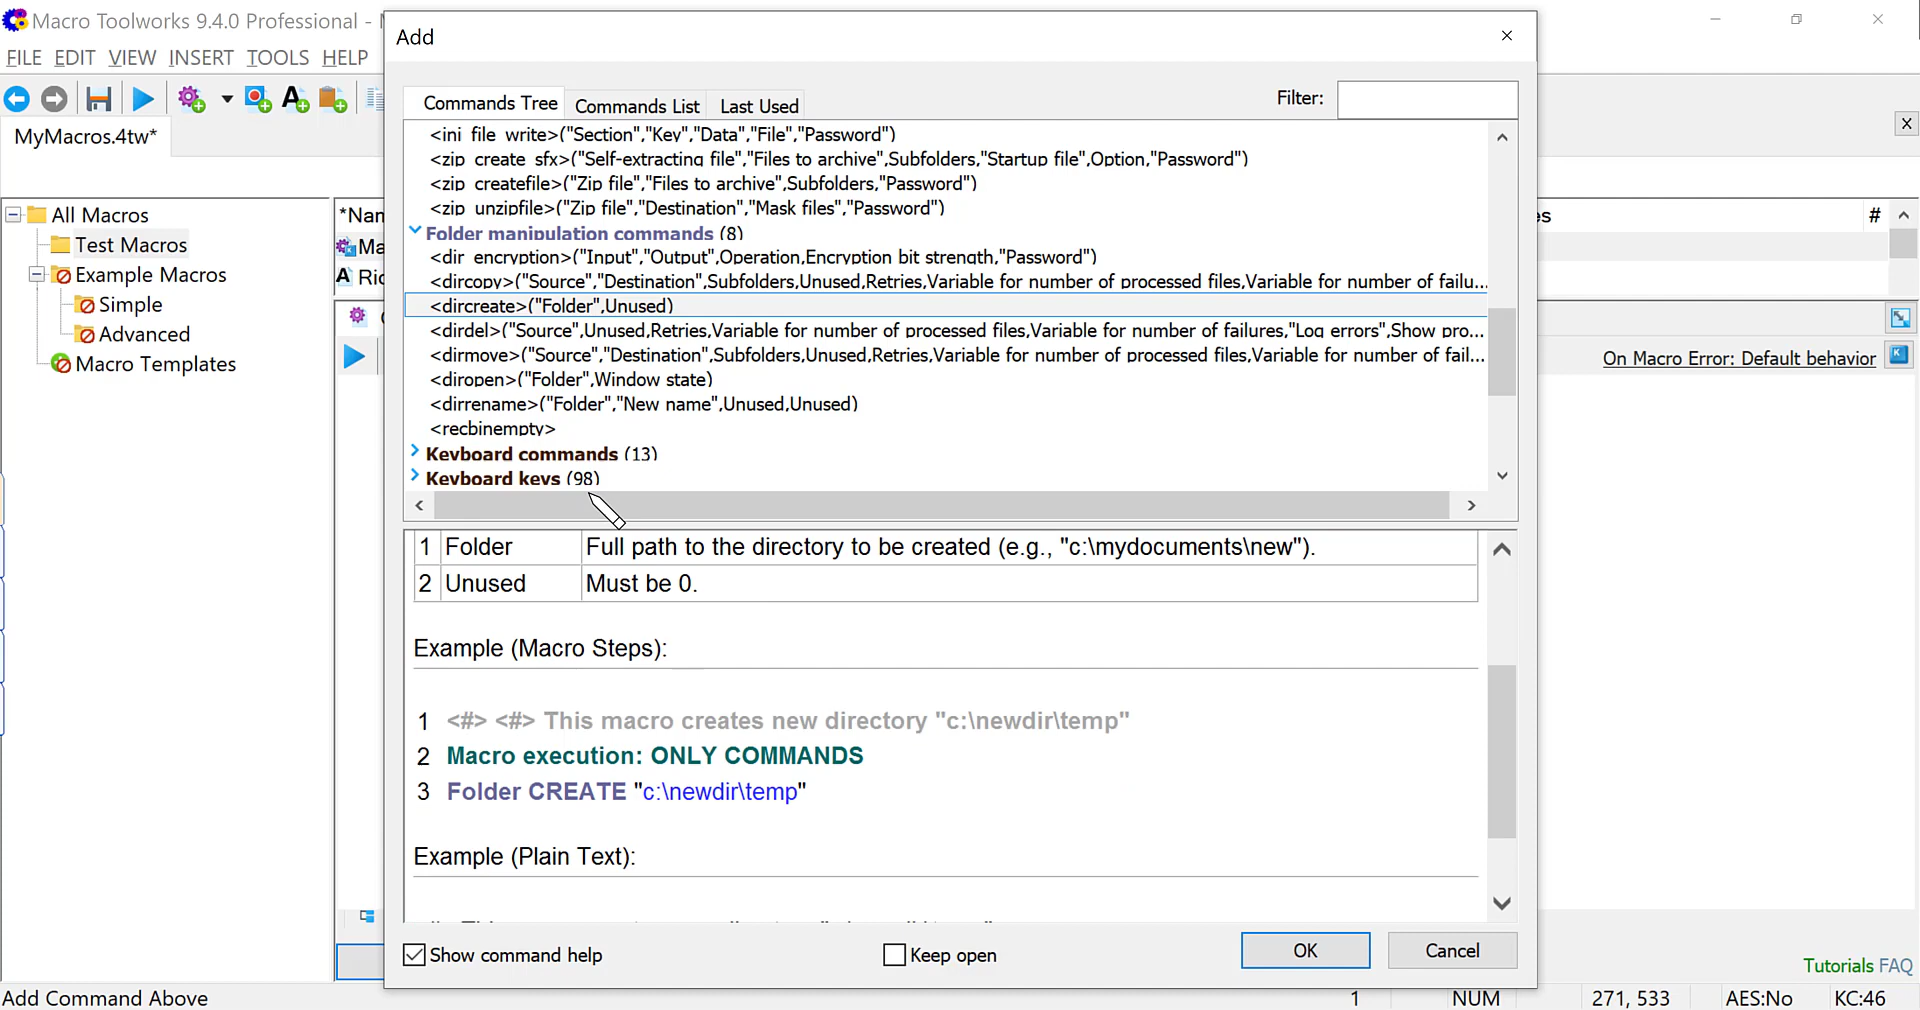 Macro Toolworks 9.4.0 Professional -
Add
FILE EDIT VIEW INSERT TOOLS HELP
Commands Tree
Commands List
Last Used
Filter:
MyMacros.4tw*
X
<ini file write>("Section","Key","Data","File","Password")
<zip create sfx>("Self-extracting file","Files to archive",Subfolders,"Startup file",Option,"Password")
<zip createfile>("Zip file","Files to archive",Subfolders,"Password")
<zip unzipfile>("Zip file","Destination","Mask files","Password")
Folder manipulation commands (8)
<dir encryption>("Input","Output",Operation,Encryption bit strength,"Password")
<dircopy>("Source","Destination",Subfolders,Unused,Retries,Variable for number of processed files,Variable for number of failu...
<dircreate>("Folder",Unused)
<dirdel>("Source",Unused,Retries,Variable for number of processed files,Variable for number of failures,"Log errors",Show pro...
<dirmove>("Source","Destination",Subfolders,Unused,Retries,Variable for number of processed files,Variable for number of fail...
<diropen>("Folder",Window state)
<dirrename>("Folder","New name",Unused,Unused)
<recbinempty>
Keyboard commands (13)
Keyboard keys (98)
All Macros
Test Macros
Example Macros
Simple
Advanced
Macro Templates
*Nan
Ma
A Ric
es
#
On Macro Error: Default behavior
1 Folder Full path to the directory to be created (e.g., "c:\mydocuments\new").
2 Unused Must be 0.
Example (Macro Steps):
1 <#> <#> This macro creates new directory "c:\newdir\temp"
2 Macro execution: ONLY COMMANDS
3 Folder CREATE "c:\newdir\temp"
Example (Plain Text):
Show command help
Keep open
OK
Cancel
Tutorials FAQ
Add Command Above
1
NUM
271, 533
AES:No
KC:46